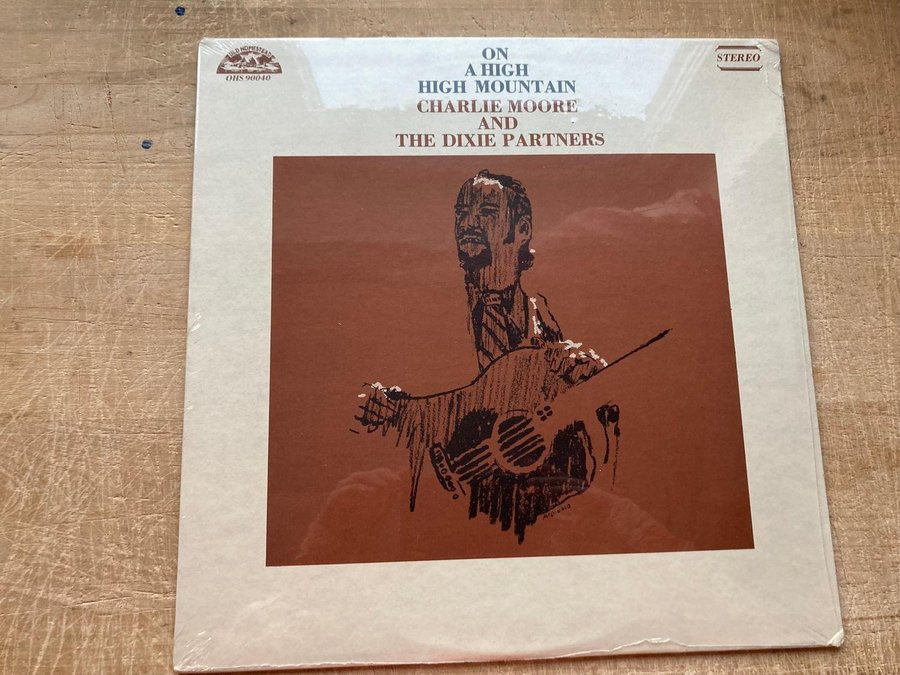 OLD HOMESTEAD
OHS 90040
STEREO
ON
A HIGH
HIGH MOUNTAIN
CHARLIE MOORE
AND
THE DIXIE PARTNERS